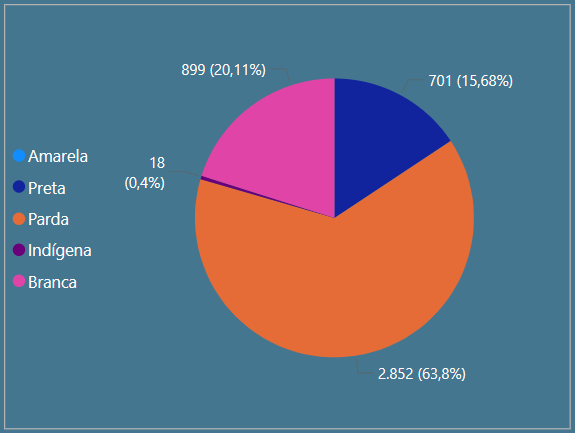 899 (20,11%)
701 (15,68%)
18
(0,4%)
2.852 (63,8%)
Amarela
Preta
Parda
Indígena
Branca